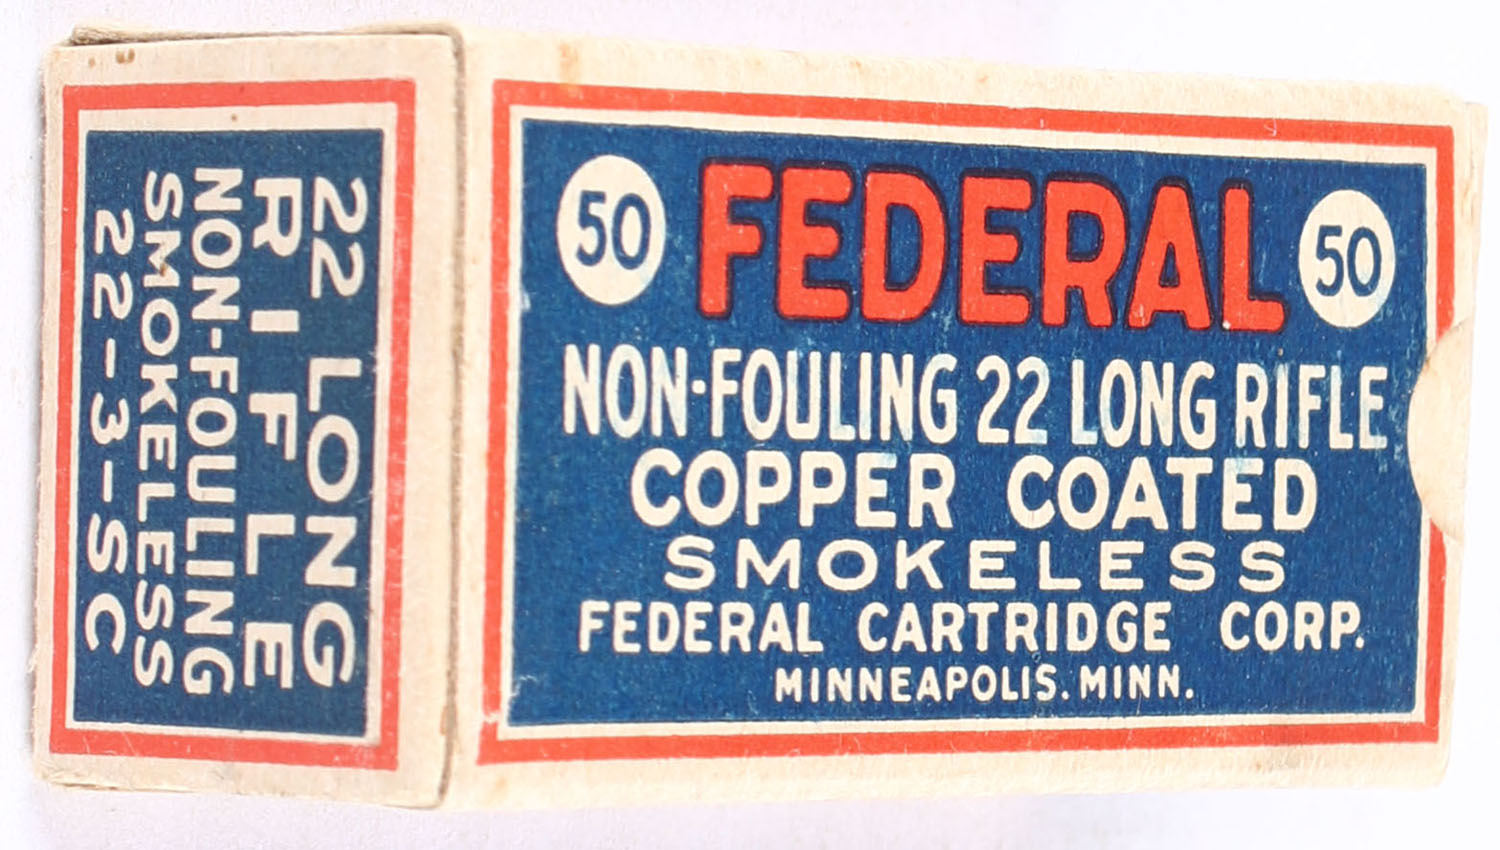 22 LONG
RIFLE
NON-FOULING
SMOKELESS
22-3-SC
50 FEDERAL 50
NON-FOULING 22 LONG RIFLE
COPPER COATED
SMOKELESS
FEDERAL CARTRIDGE CORP.
MINNEAPOLIS. MINN.